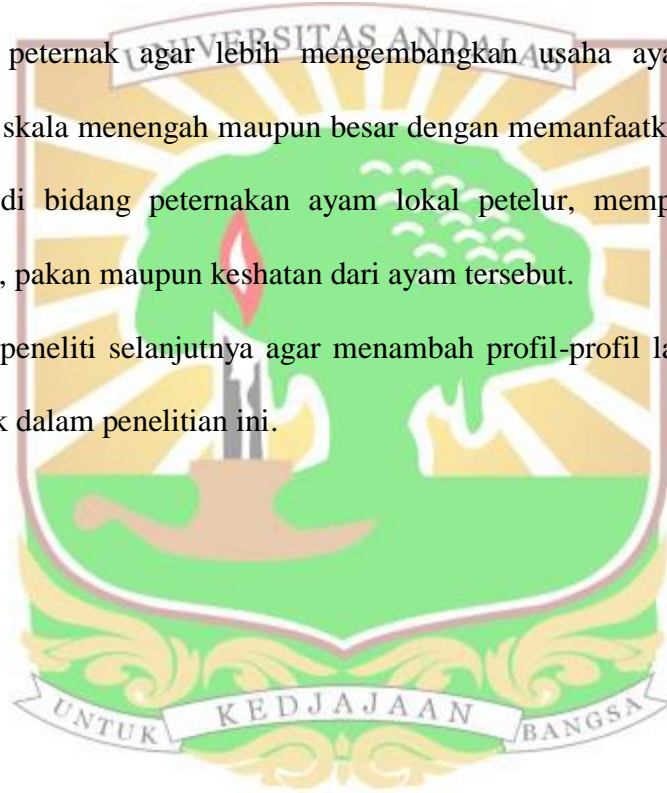 UNIVERSITAS ANDALAS
peternak agar lebih mengembangkan usaha aya
skala menengah maupun besar dengan memanfaatk
di bidang peternakan ayam lokal petelur, memp
, pakan maupun keshatan dari ayam tersebut.
peneliti selanjutnya agar menambah profil-profil la
k dalam penelitian ini.
UNTUK KEDJAJAAN BANGSA